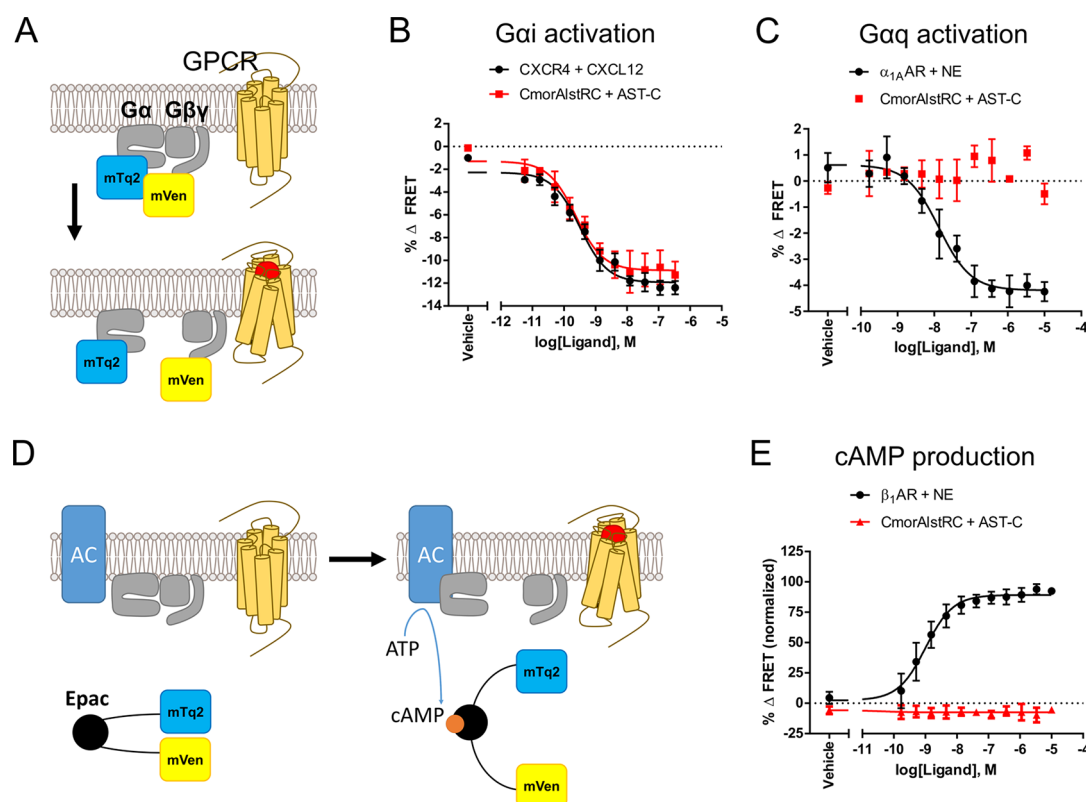 A
GPCR
Gα Gβγ
mTq2
mVen
mTq2
mVen
B
Gαi activation
CXCR4 + CXCL12
CmorAlstRC + AST-C
% Δ FRET
2
0
-2
-4
-6
-8
-10
-12
-14
Vehicle
-12 -11 -10 -9 -8 -7 -6 -5
log[Ligand], M
C
Gαq activation
α1AAR + NE
CmorAlstRC + AST-C
% Δ FRET
2
1
0
-1
-2
-3
-4
-5
Vehicle
-10 -9 -8 -7 -6 -5 -4
log[Ligand], M
D
AC
AC
ATP
cAMP
Epac
mTq2
mVen
mTq2
mVen
E
cAMP production
β1AR + NE
CmorAlstRC + AST-C
% Δ FRET (normalized)
125
100
75
50
25
0
-25
Vehicle
-11 -10 -9 -8 -7 -6 -5 -4
log[Ligand], M